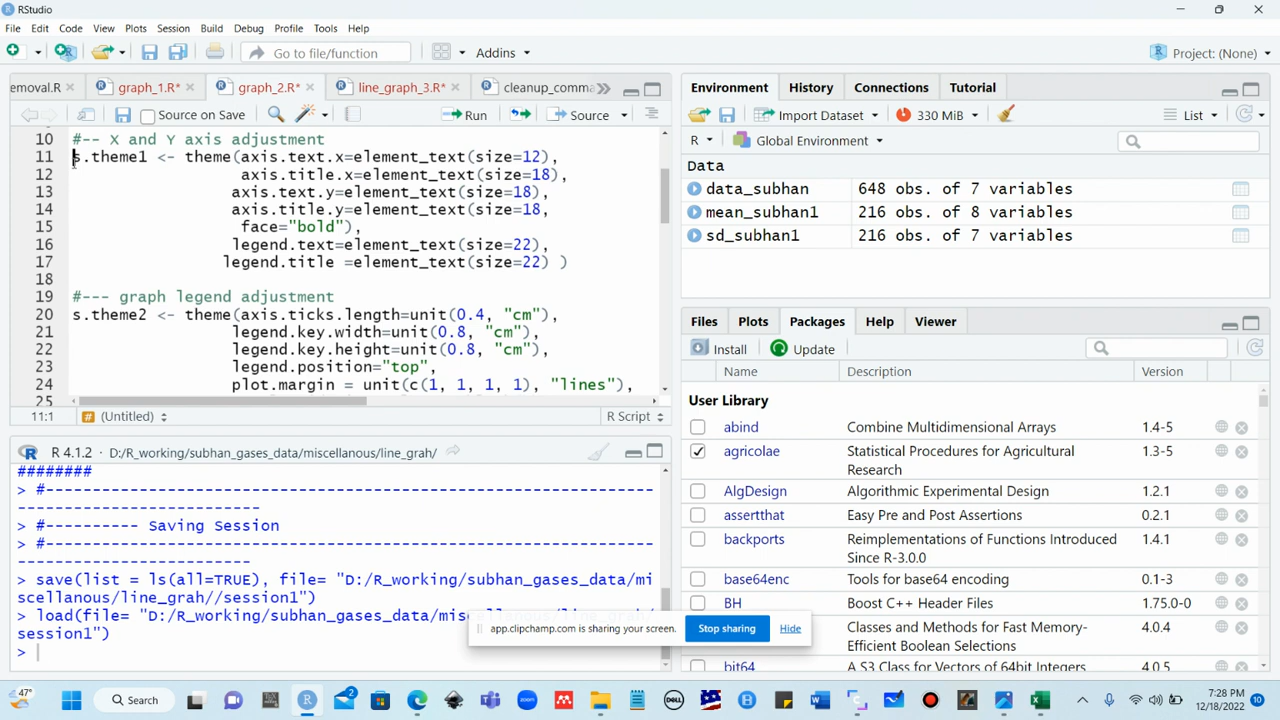 RStudio
File Edit Code View Plots Session Build Debug Profile Tools Help
Go to file/function Addins Project: (None)
emoval.R graph_1.R* graph_2.R* line_graph_3.R* cleanup_comma
Source on Save Run Source
10 #-- X and Y axis adjustment
11 s.theme1 <- theme(axis.text.x=element_text(size=12),
12 axis.title.x=element_text(size=18),
13 axis.text.y=element_text(size=18),
14 axis.title.y=element_text(size=18,
15 face="bold"),
16 legend.text=element_text(size=22),
17 legend.title =element_text(size=22) )
18
19 #--- graph legend adjustment
20 s.theme2 <- theme(axis.ticks.length=unit(0.4, "cm"),
21 legend.key.width=unit(0.8, "cm"),
22 legend.key.height=unit(0.8, "cm"),
23 legend.position="top",
24 plot.margin = unit(c(1, 1, 1, 1), "lines"),
25
11:1 # (Untitled) R Script
R 4.1.2 · D:/R_working/subhan_gases_data/miscellanous/line_grah/
########
> #-------------------------------------------------------------------
--------------------------
> #---------- Saving Session
> #-------------------------------------------------------------------
-------------------------
> save(list = ls(all=TRUE), file= "D:/R_working/subhan_gases_data/mi
scellanous/line_grah//session1")
> load(file= "D:/R_working/subhan_gases_data/miscellanous/line_grah/
session1")
>
Environment History Connections Tutorial
Import Dataset 330 MiB List
R Global Environment
Data
data_subhan 648 obs. of 7 variables
mean_subhan1 216 obs. of 8 variables
sd_subhan1 216 obs. of 7 variables
Files Plots Packages Help Viewer
Install Update
Name Description Version
User Library
abind Combine Multidimensional Arrays 1.4-5
agricolae Statistical Procedures for Agricultural 1.3-5
Research
AlgDesign Algorithmic Experimental Design 1.2.1
assertthat Easy Pre and Post Assertions 0.2.1
backports Reimplementations of Functions Introduced 1.4.1
Since R-3.0.0
base64enc Tools for base64 encoding 0.1-3
BH Boost C++ Header Files 1.75.0-0
Classes and Methods for Fast Memory- 4.0.4
Efficient Boolean Selections
bit64 A S3 Class for Vectors of 64bit Integers 4.0.5
app.clipchamp.com is sharing your screen. Stop sharing Hide
47° Search 7:28 PM
12/18/2022 10